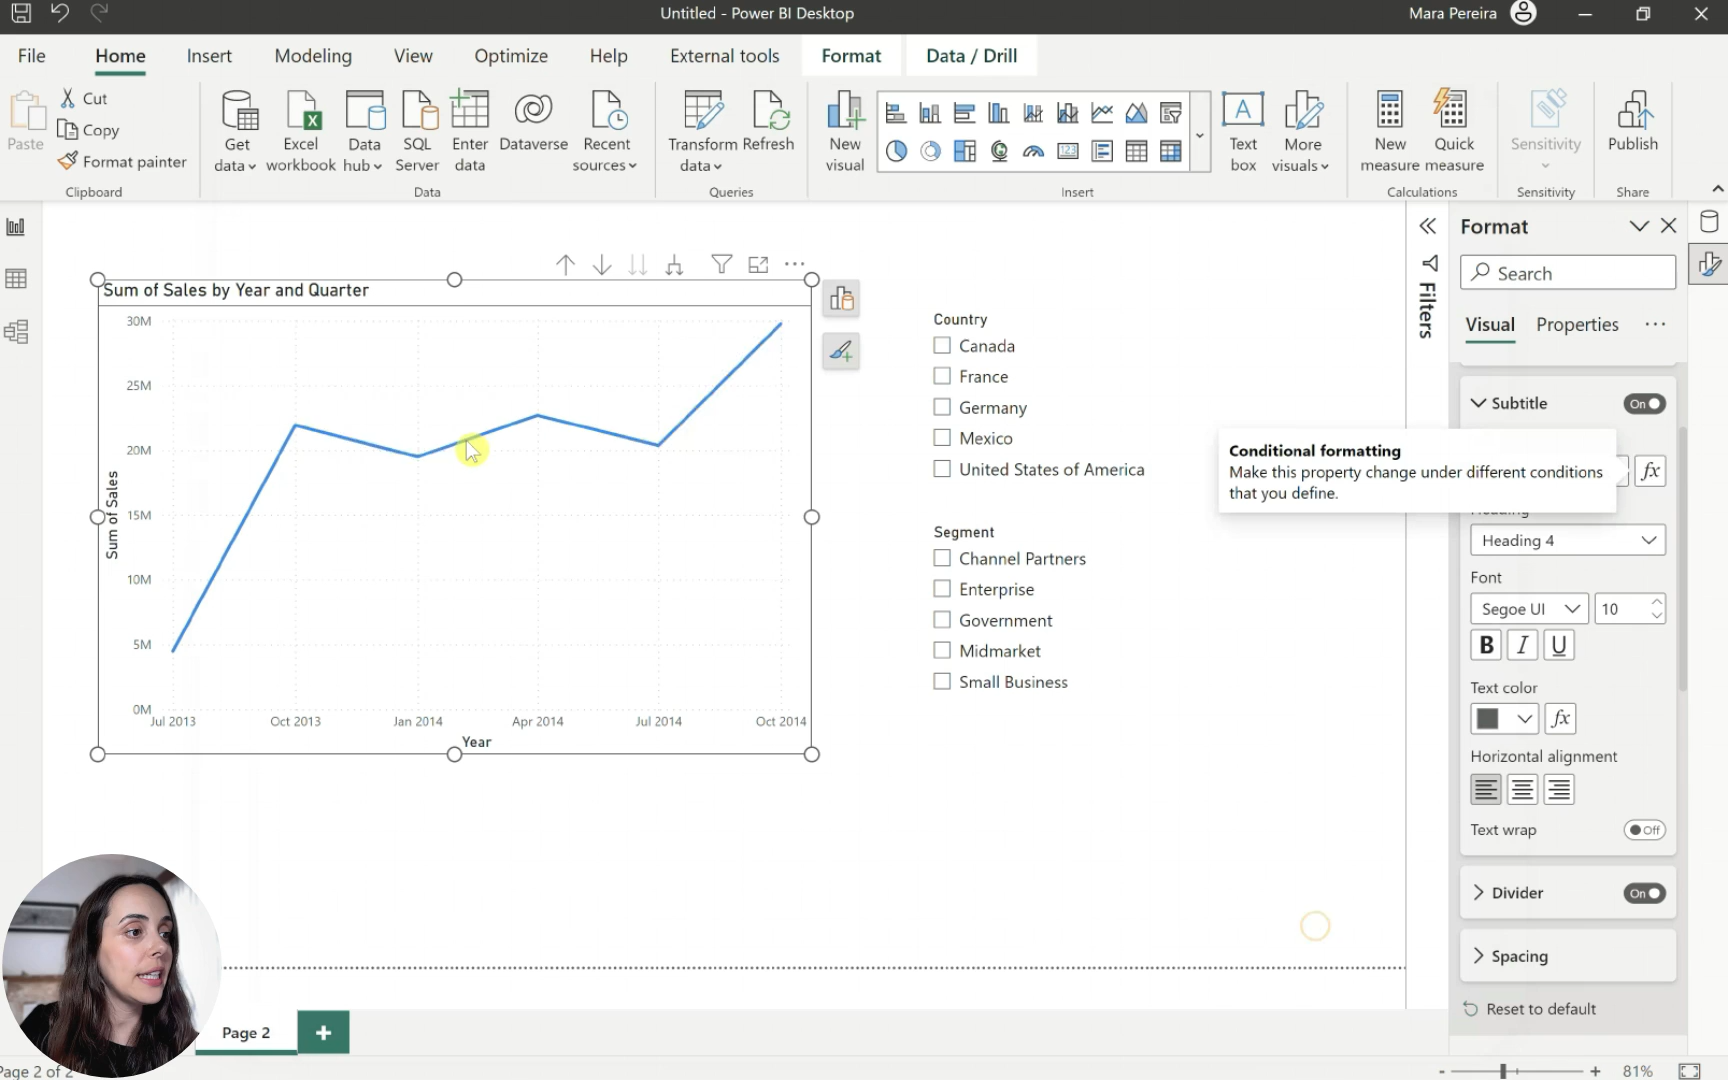 Untitled - Power BI Desktop
Mara Pereira
File
Home
Insert
Modeling
View
Optimize
Help
External tools
Format
Data / Drill
Paste
Cut
Copy
Format painter
Clipboard
Get data
Excel workbook
Data hub
SQL Server
Enter data
Dataverse
Recent sources
Data
Transform data
Refresh
Queries
New visual
Insert
Text box
More visuals
New measure
Quick measure
Calculations
Sensitivity
Sensitivity
Publish
Share
Sum of Sales by Year and Quarter
30M
25M
20M
15M
10M
5M
0M
Sum of Sales
Jul 2013
Oct 2013
Jan 2014
Apr 2014
Jul 2014
Oct 2014
Year
Country
Canada
France
Germany
Mexico
United States of America
Segment
Channel Partners
Enterprise
Government
Midmarket
Small Business
Filters
Format
Search
Visual
Properties
Subtitle
On
Conditional formatting
Make this property change under different conditions
that you define.
fx
Heading
Heading 4
Font
Segoe UI
10
B
I
U
Text color
fx
Horizontal alignment
Text wrap
Off
Divider
On
Spacing
Reset to default
Page 2
Page 2 of 2
81%